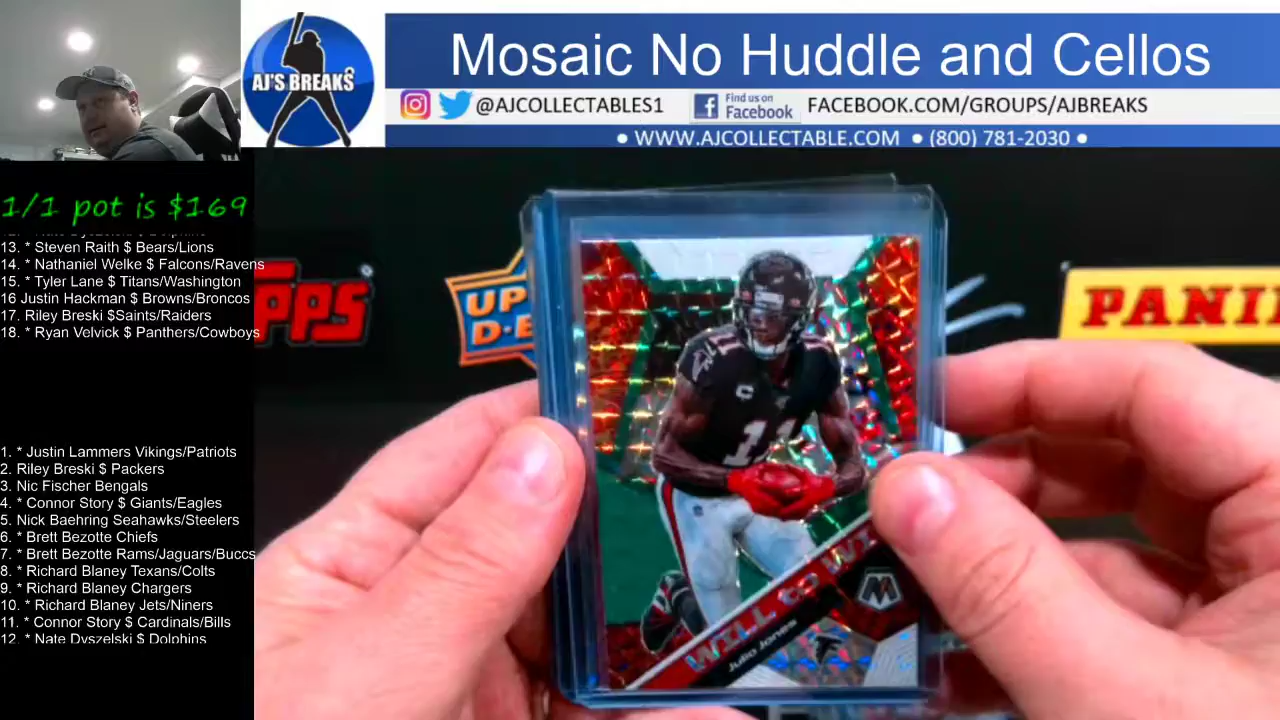 Mosaic No Huddle and Cellos
AJ'S BREAKS
@AJCOLLECTABLES1
Find us on
Facebook
FACEBOOK.COM/GROUPS/AJBREAKS
• WWW.AJCOLLECTABLE.COM • (800) 781-2030 •
1/1 pot is $169
13. * Steven Raith $ Bears/Lions
14. * Nathaniel Welke $ Falcons/Ravens
15. * Tyler Lane $ Titans/Washington
16 Justin Hackman $ Browns/Broncos
17. Riley Breski $Saints/Raiders
18. * Ryan Velvick $ Panthers/Cowboys
1. * Justin Lammers Vikings/Patriots
2. Riley Breski $ Packers
3. Nic Fischer Bengals
4. * Connor Story $ Giants/Eagles
5. Nick Baehring Seahawks/Steelers
6. * Brett Bezotte Chiefs
7. * Brett Bezotte Rams/Jaguars/Buccs
8. * Richard Blaney Texans/Colts
9. * Richard Blaney Chargers
10. * Richard Blaney Jets/Niners
11. * Connor Story $ Cardinals/Bills
12. * Nate Dyszelski $ Dolphins
UP
PANINI
11
WILL TO WI
Julio Jones